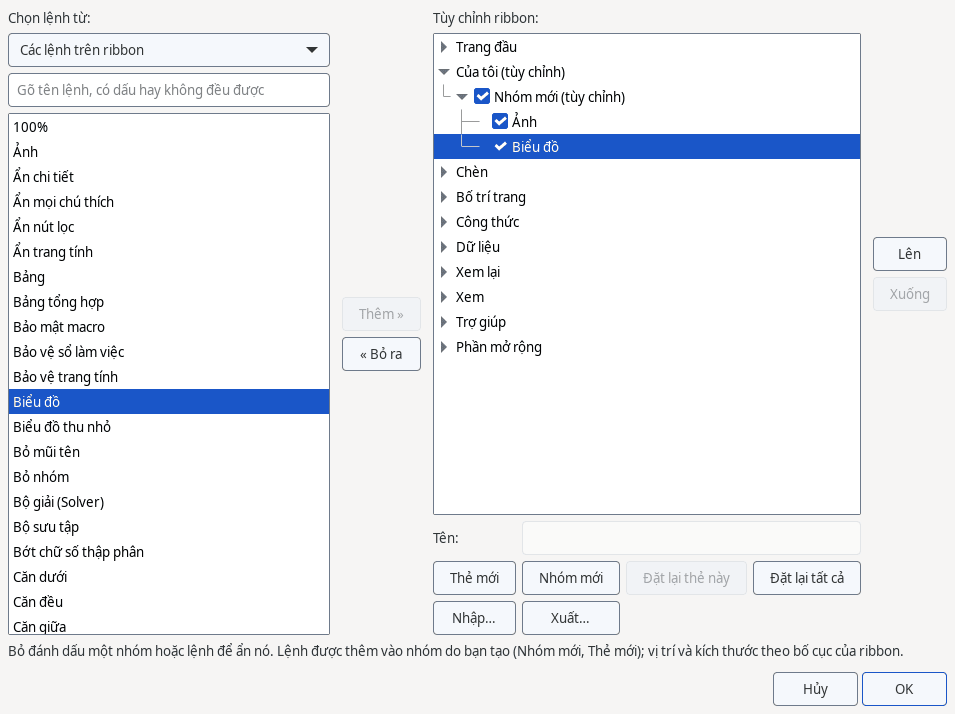 Chọn lệnh từ:
Các lệnh trên ribbon
Gõ tên lệnh, có dấu hay không đều được
100%
Ảnh
Ẩn chi tiết
Ẩn mọi chú thích
Ẩn nút lọc
Ẩn trang tính
Bảng
Bảng tổng hợp
Bảo mật macro
Bảo vệ sổ làm việc
Bảo vệ trang tính
Biểu đồ
Biểu đồ thu nhỏ
Bỏ mũi tên
Bỏ nhóm
Bộ giải (Solver)
Bộ sưu tập
Bớt chữ số thập phân
Căn dưới
Căn đều
Căn giữa
Thêm »
« Bỏ ra
Tùy chỉnh ribbon:
Trang đầu
Của tôi (tùy chỉnh)
Nhóm mới (tùy chỉnh)
Ảnh
Biểu đồ
Chèn
Bố trí trang
Công thức
Dữ liệu
Xem lại
Xem
Trợ giúp
Phần mở rộng
Lên
Xuống
Tên:
Thẻ mới
Nhóm mới
Đặt lại thẻ này
Đặt lại tất cả
Nhập...
Xuất...
Bỏ đánh dấu một nhóm hoặc lệnh để ẩn nó. Lệnh được thêm vào nhóm do bạn tạo (Nhóm mới, Thẻ mới); vị trí và kích thước theo bố cục của ribbon.
Hủy
OK